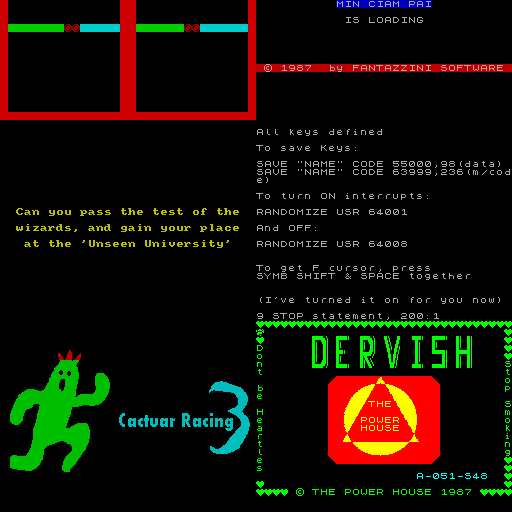 MIN CIAM PAI
IS LOADING
© 1987 by FANTAZZINI SOFTWARE
All keys defined
To save Keys:
SAVE "NAME" CODE 55000,98(data)
SAVE "NAME" CODE 63999,236(m/cod
e)
To turn ON interrupts:
RANDOMIZE USR 64001
And OFF:
RANDOMIZE USR 64008
To get F cursor, press
SYMB SHIFT & SPACE together
(I've turned it on for you now)
9 STOP statement, 200:1
Can you pass the test of the
wizards, and gain your place
at the 'Unseen University'
Cactuar Racing 3
DERVISH
THE
POWER
HOUSE
A-051-S48
© THE POWER HOUSE 1987
Dont be Heartles
Stop Smoking